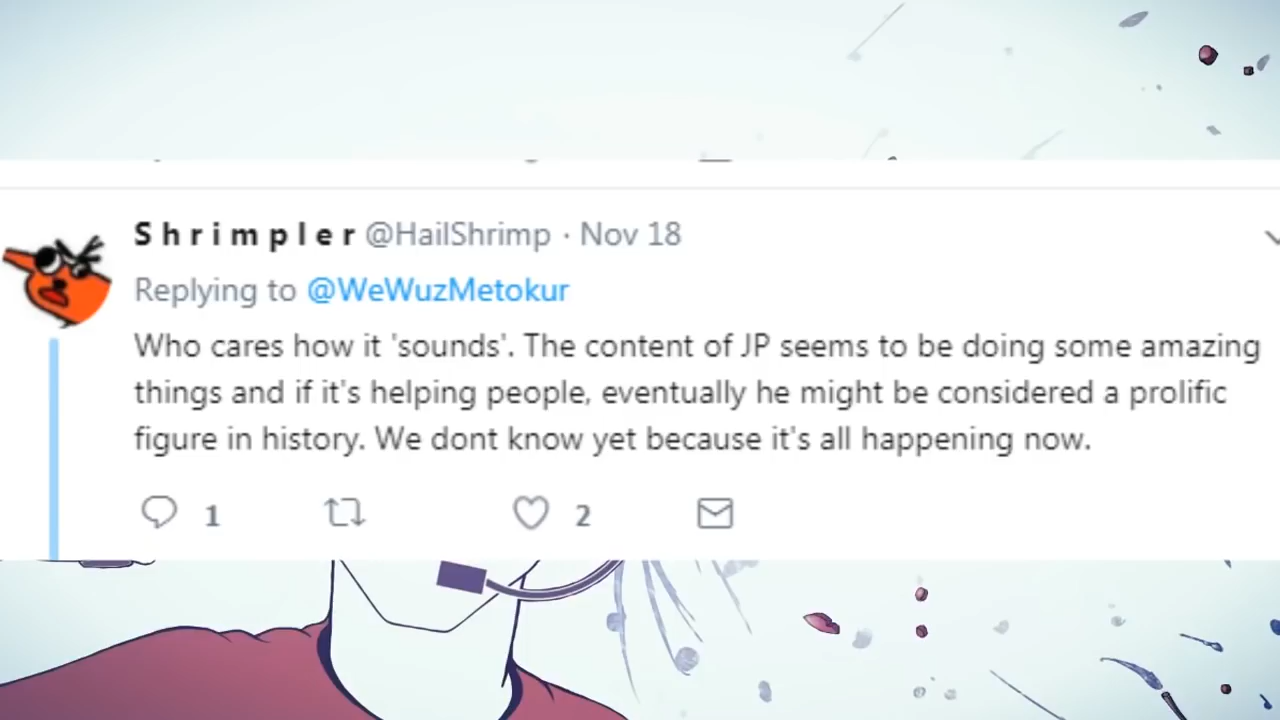 Shrimpler @HailShrimp · Nov 18
Replying to @WeWuzMetokur
Who cares how it 'sounds'. The content of JP seems to be doing some amazing
things and if it's helping people, eventually he might be considered a prolific
figure in history. We dont know yet because it's all happening now.
1 2